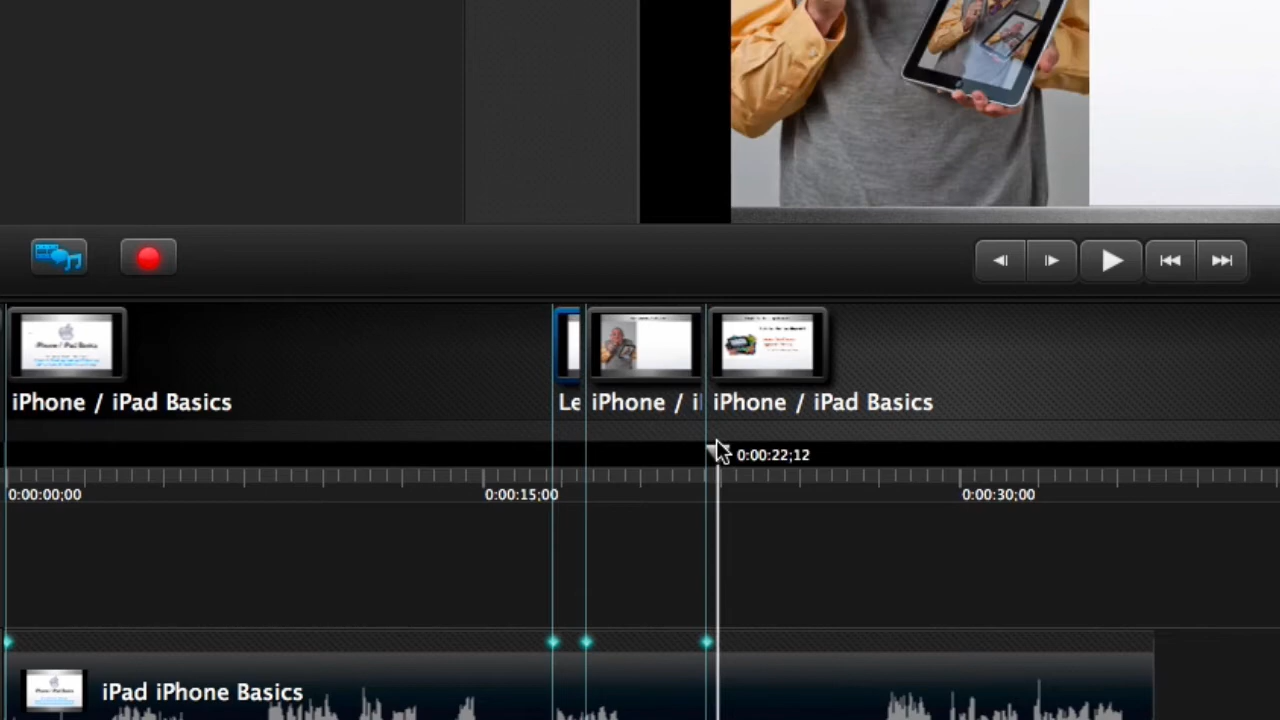 iPhone / iPad Basics
Le
iPhone / i
iPhone / iPad Basics
0:00:22;12
0:00:00;00
0:00:15;00
0:00:30;00
iPad iPhone Basics